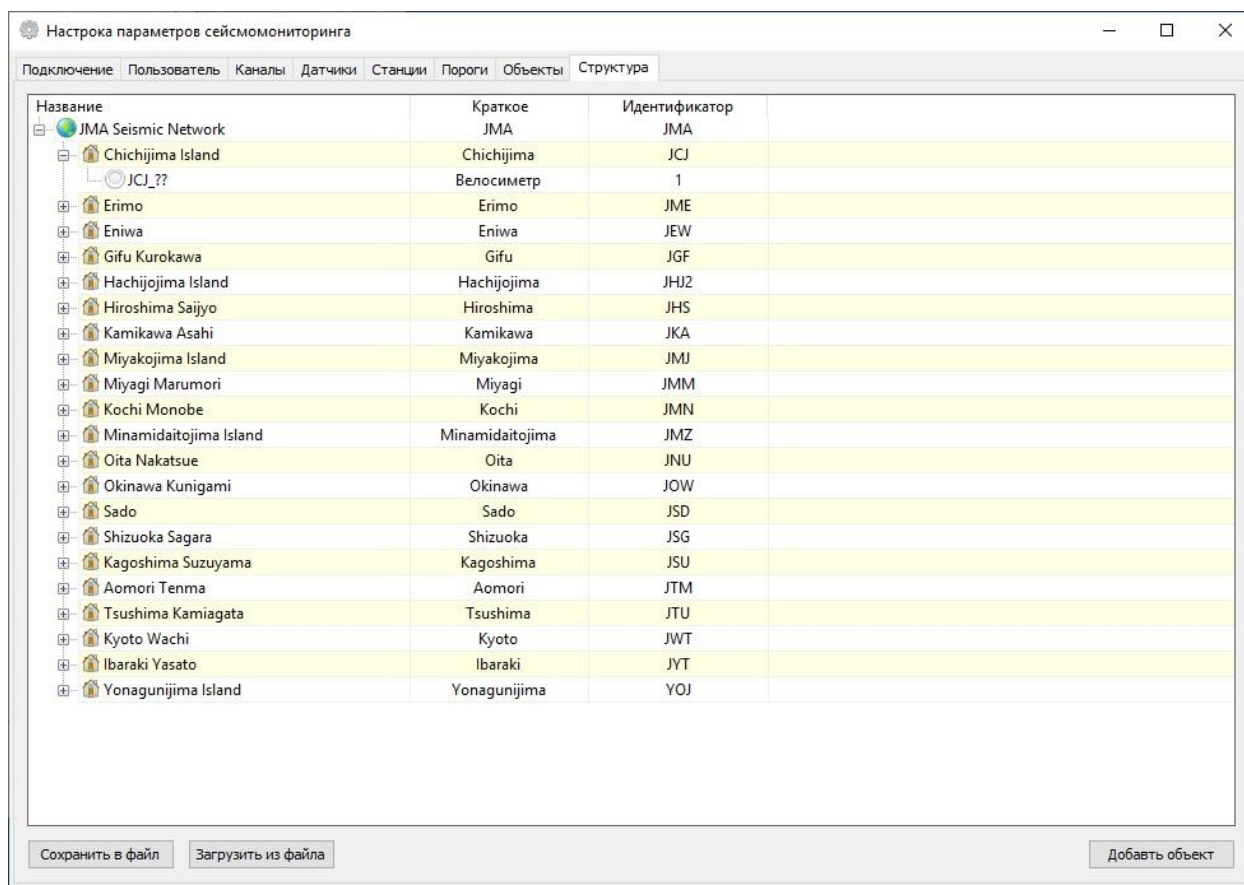 Настрока параметров сейсмомониторинга
Подключение Пользователь Каналы Датчики Станции Пороги Объекты Структура
Название Краткое Идентификатор
JMA Seismic Network JMA JMA
Chichijima Island Chichijima JCJ
JCJ_?? Велосиметр 1
Erimo Erimo JME
Eniwa Eniwa JEW
Gifu Kurokawa Gifu JGF
Hachijojima Island Hachijojima JHJ2
Hiroshima Saijyo Hiroshima JHS
Kamikawa Asahi Kamikawa JKA
Miyakojima Island Miyakojima JMJ
Miyagi Marumori Miyagi JMM
Kochi Monobe Kochi JMN
Minamidaitojima Island Minamidaitojima JMZ
Oita Nakatsue Oita JNU
Okinawa Kunigami Okinawa JOW
Sado Sado JSD
Shizuoka Sagara Shizuoka JSG
Kagoshima Suzuyama Kagoshima JSU
Aomori Tenma Aomori JTM
Tsushima Kamiagata Tsushima JTU
Kyoto Wachi Kyoto JWT
Ibaraki Yasato Ibaraki JYT
Yonagunijima Island Yonagunijima YOJ
Сохранить в файл Загрузить из файла Добавть объект